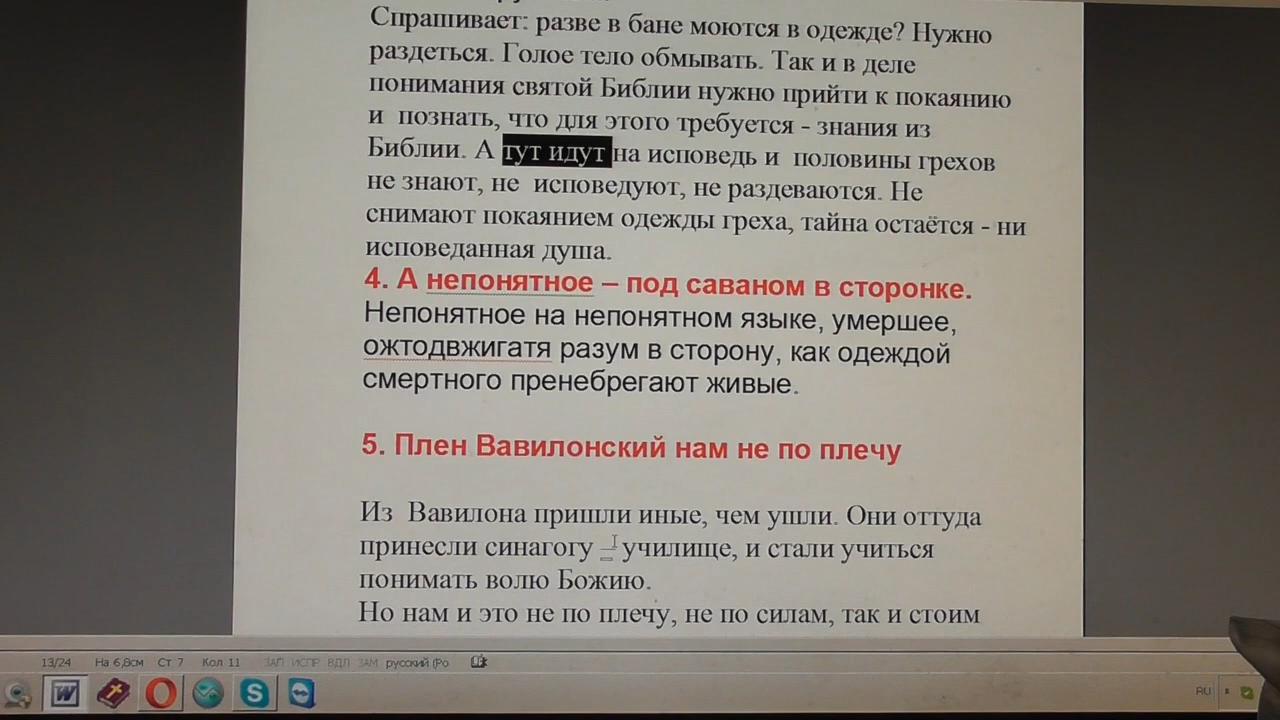 Спрашивает: разве в бане моются в одежде? Нужно
раздеться. Голое тело обмывать. Так и в деле
понимания святой Библии нужно прийти к покаянию
и познать, что для этого требуется - знания из
Библии. А тут идут на исповедь и половины грехов
не знают, не исповедуют, не раздеваются. Не
снимают покаянием одежды греха, тайна остаётся - ни
исповеданная душа.
4. А непонятное – под саваном в сторонке.
Непонятное на непонятном языке, умершее,
ожтодвжигатя разум в сторону, как одеждой
смертного пренебрегают живые.
5. Плен Вавилонский нам не по плечу
Из Вавилона пришли иные, чем ушли. Они оттуда
принесли синагогу – училище, и стали учиться
понимать волю Божию.
Но нам и это не по плечу, не по силам, так и стоим
13/24 На 6,8см Ст 7 Кол 11 ЗАП ИСПР ВДЛ ЗАМ русский (Ро
RU